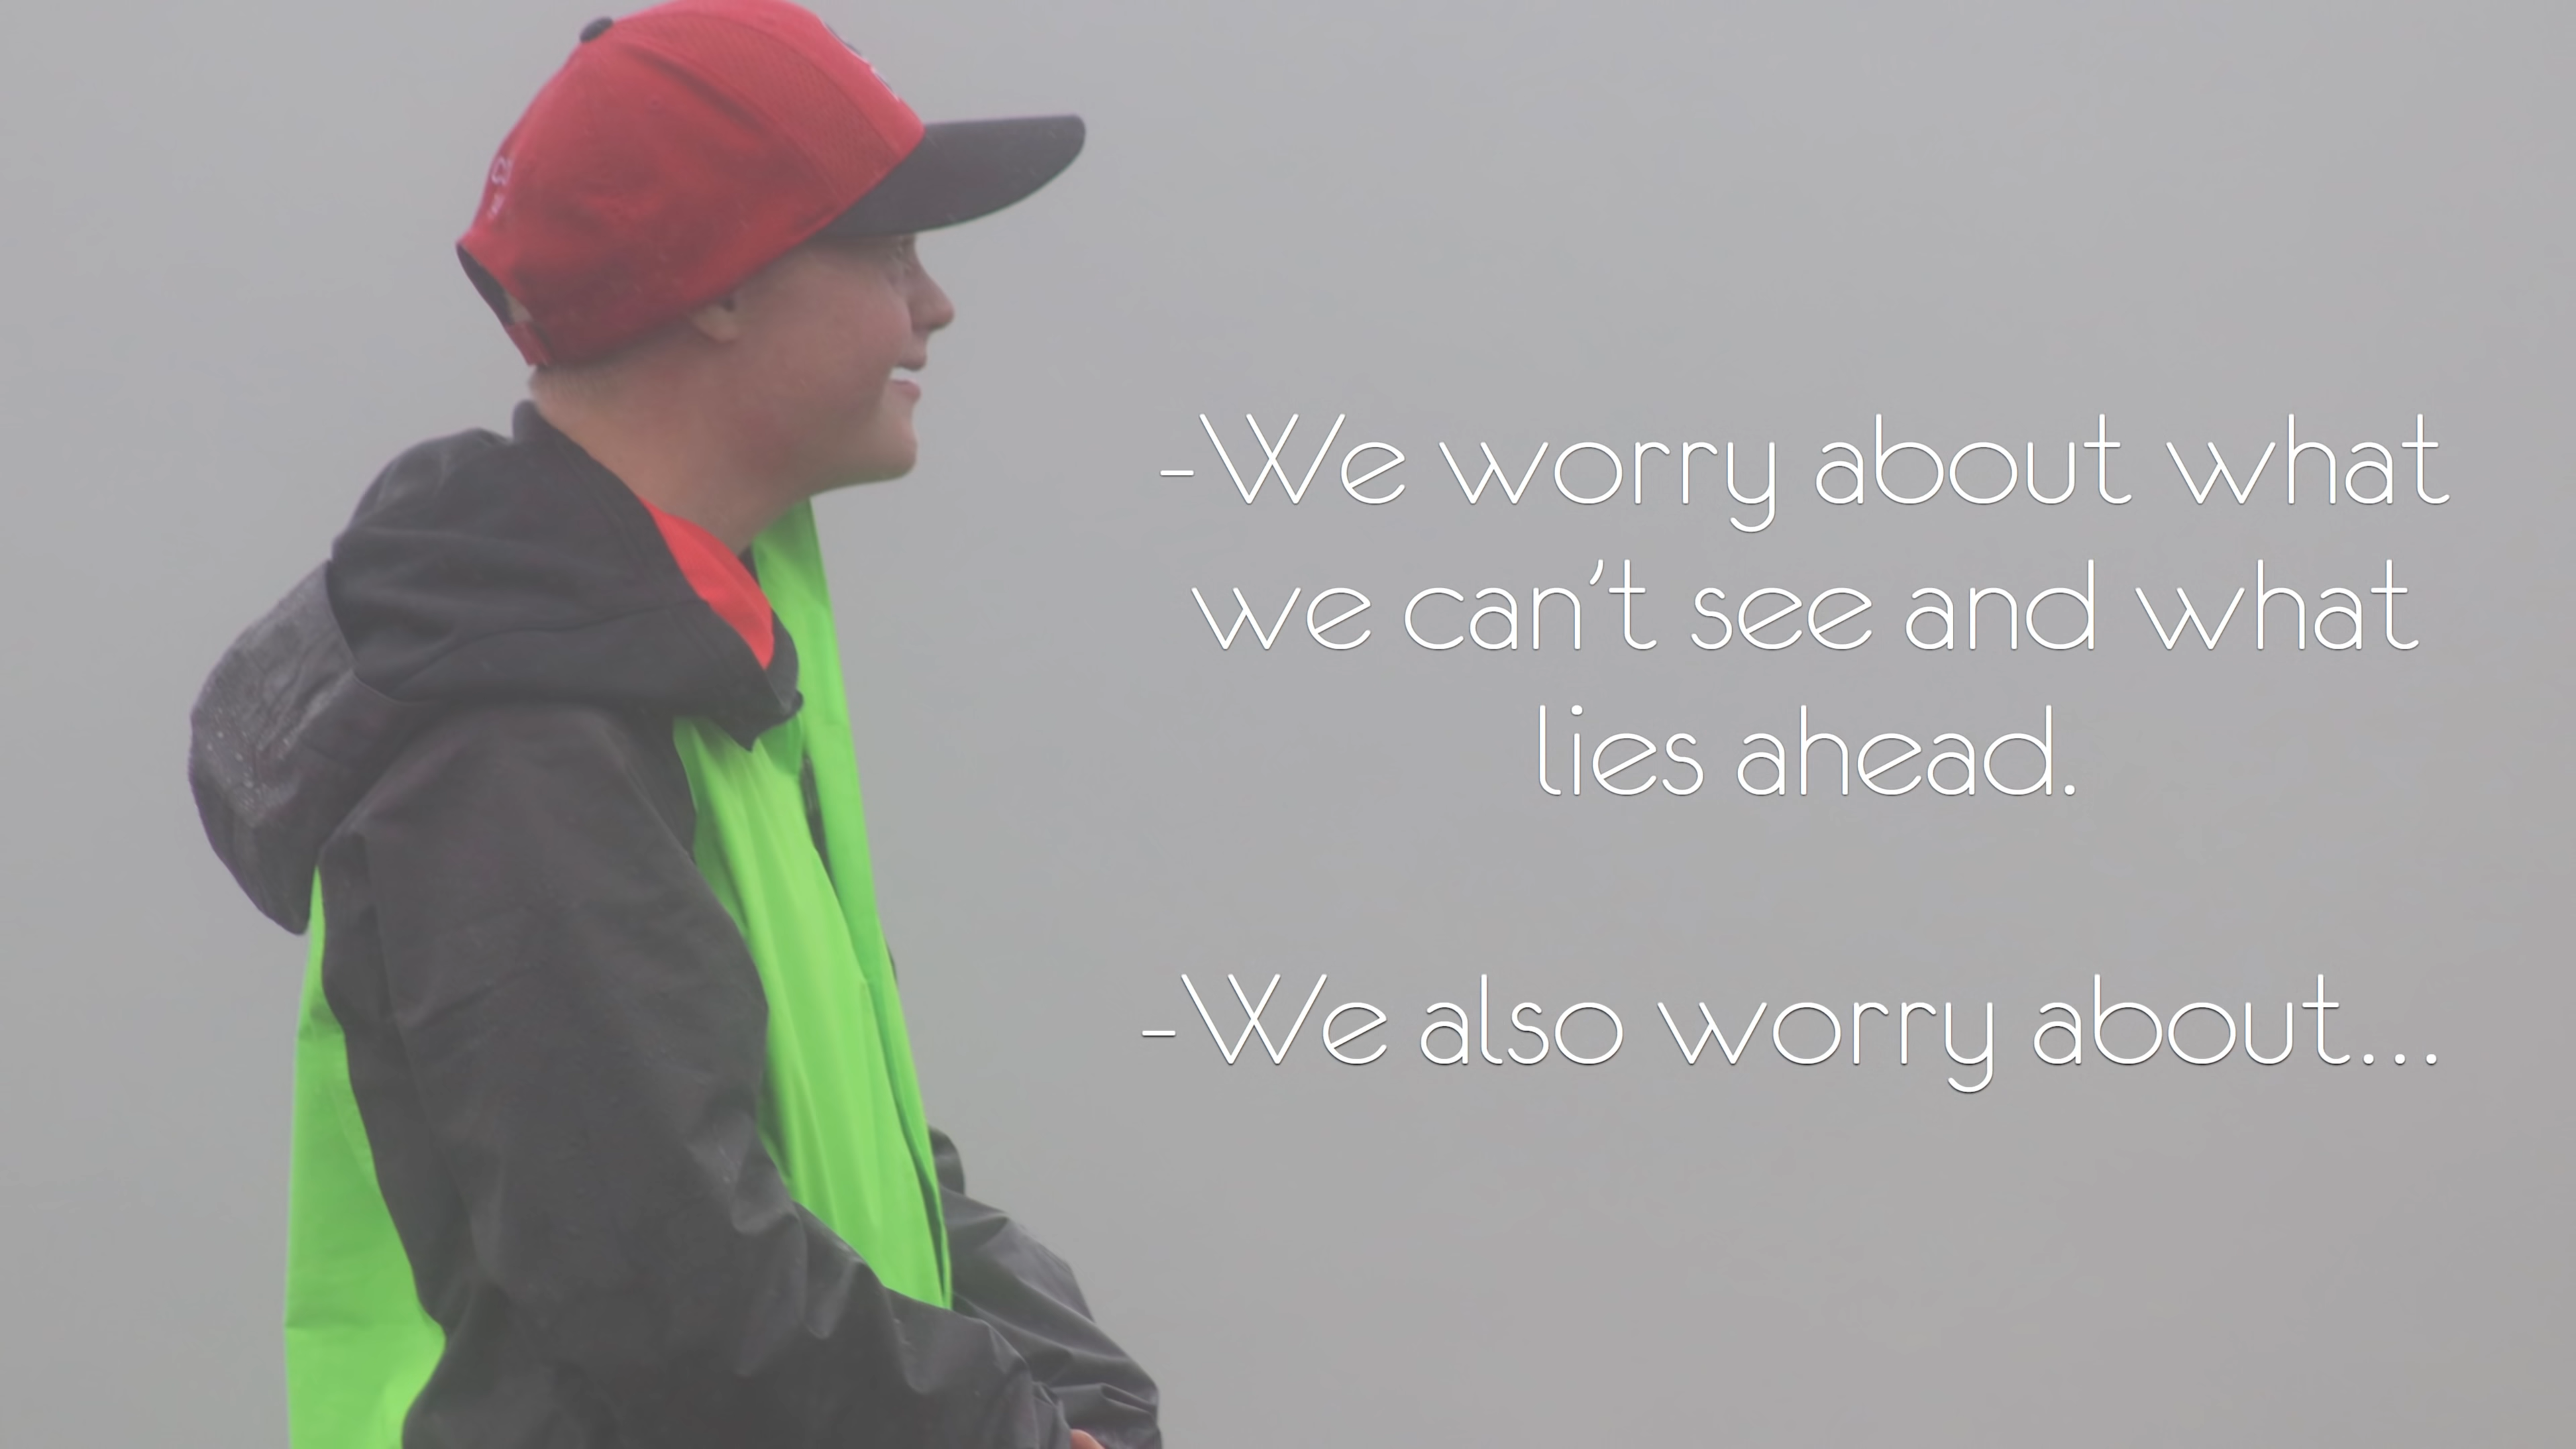 -We worry about what
we can't see and what
lies ahead.
-We also worry about...